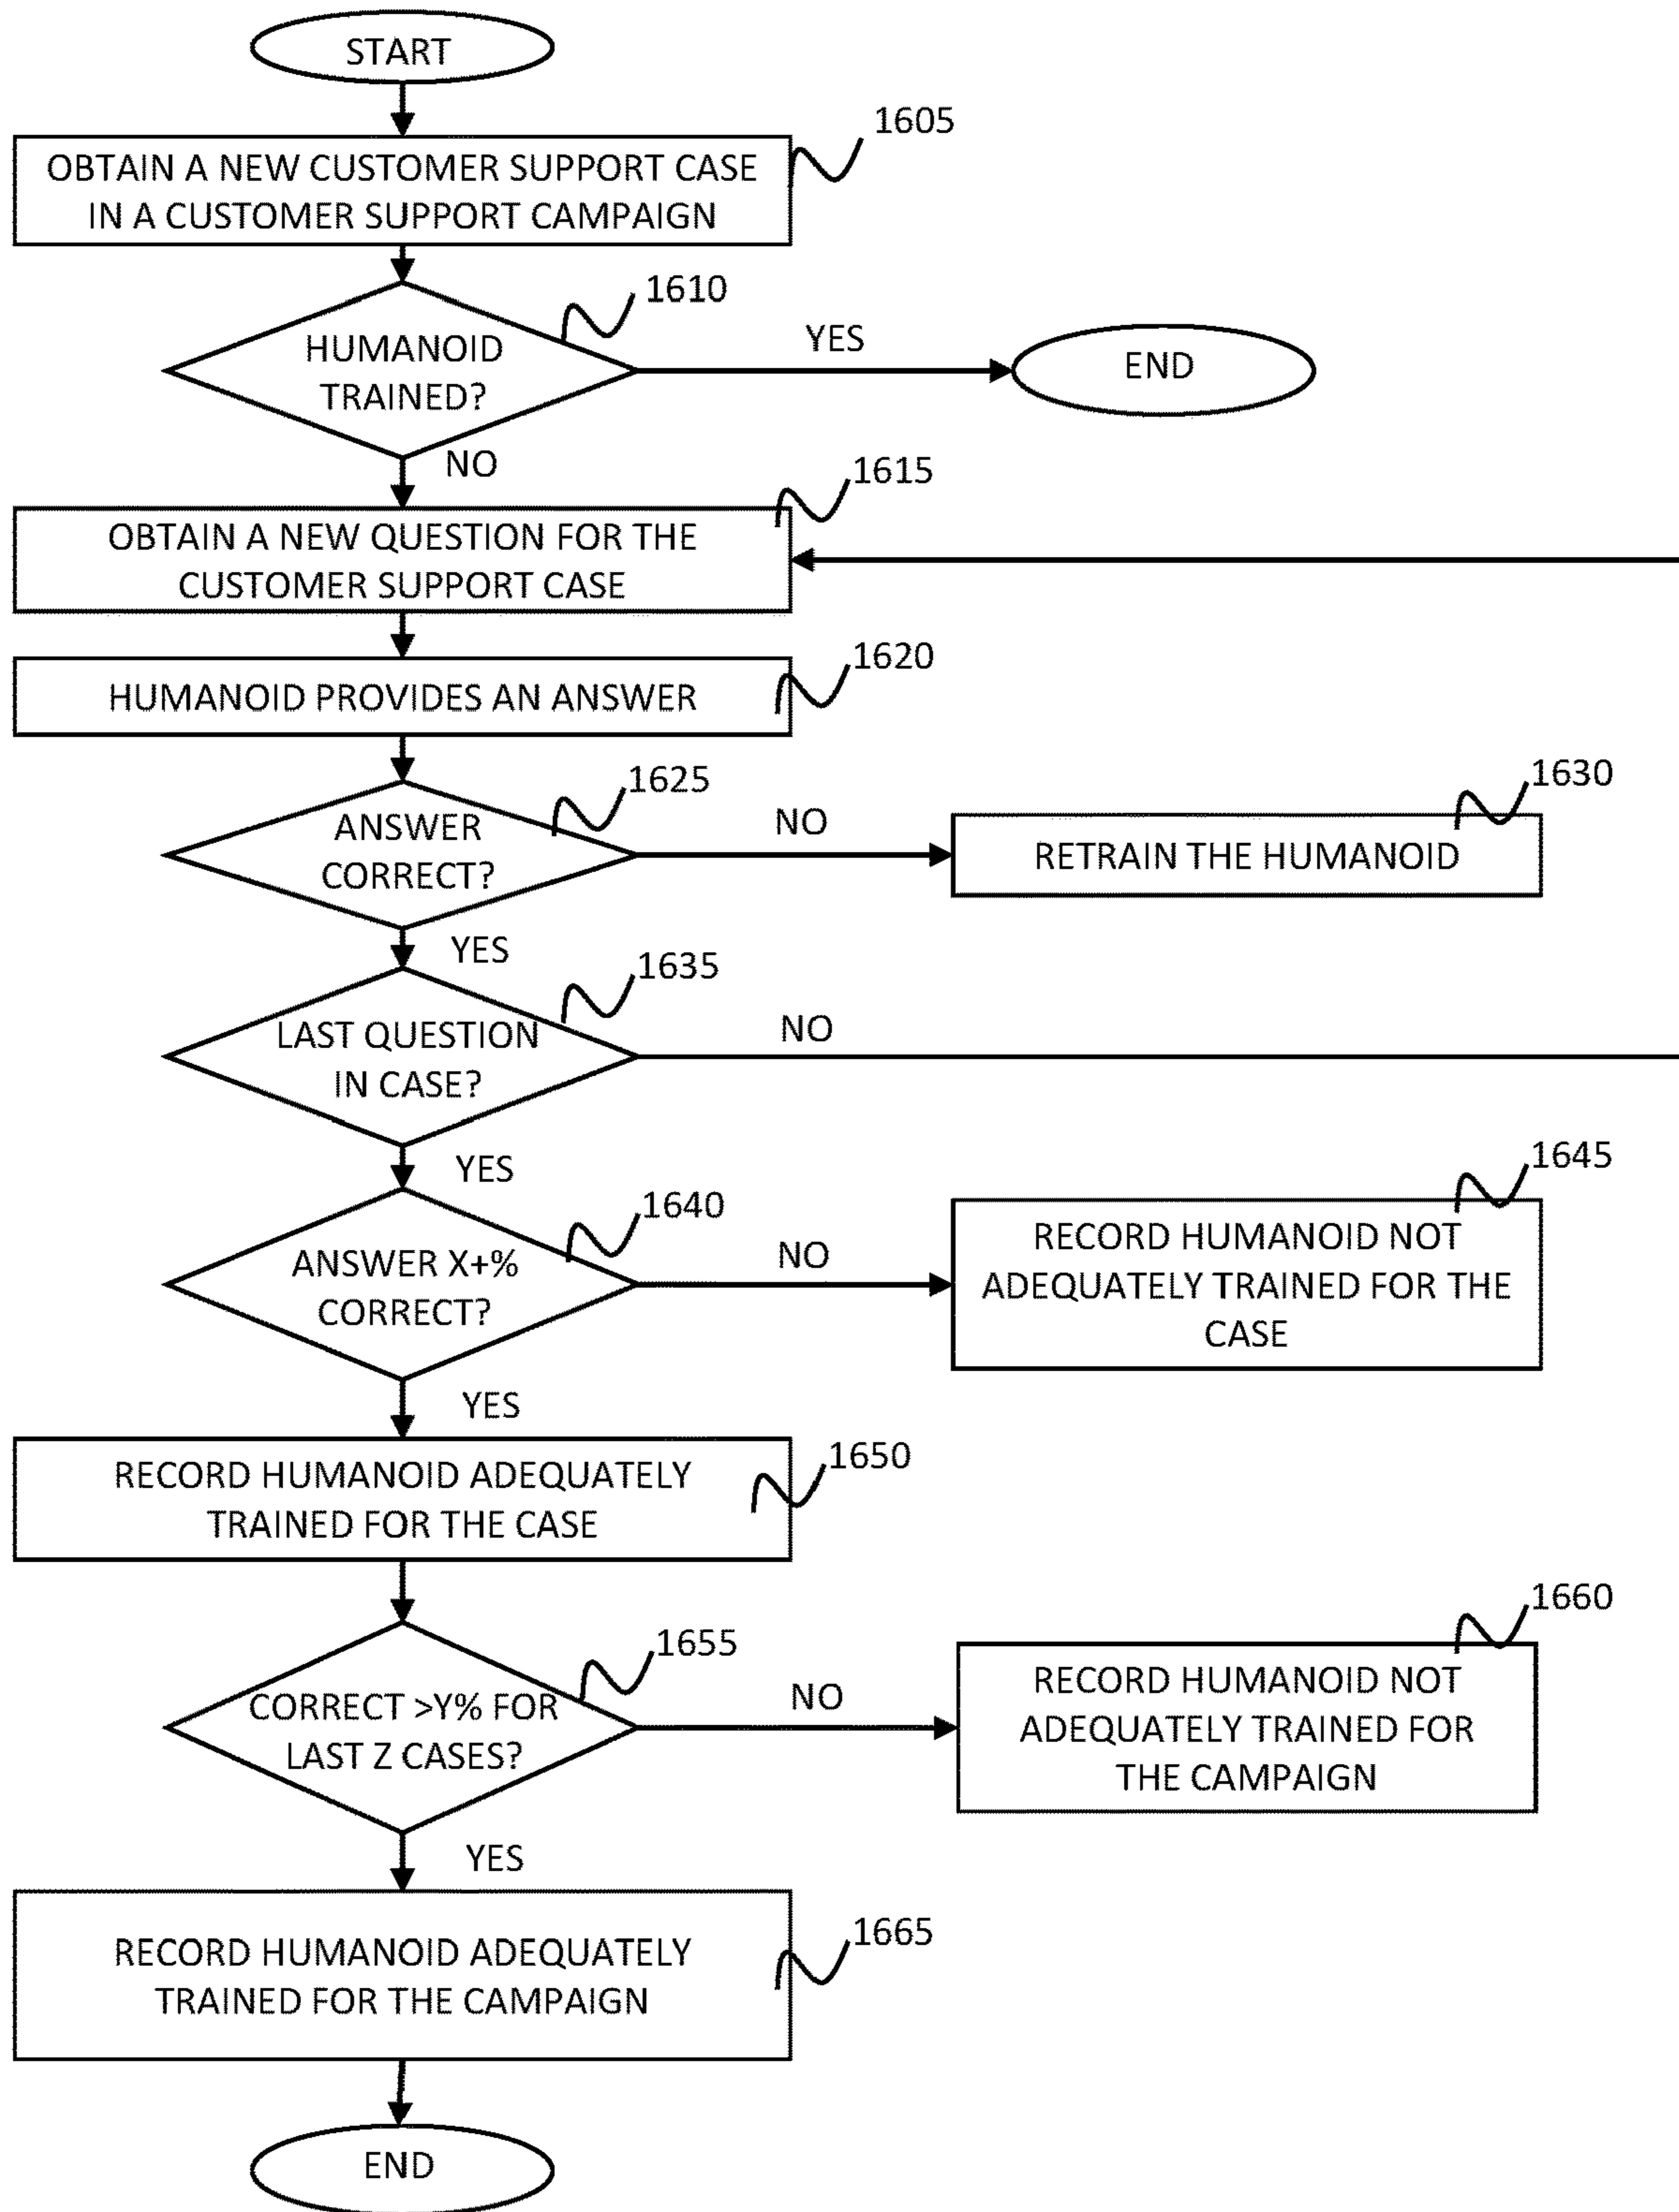 START
1605
OBTAIN A NEW CUSTOMER SUPPORT CASE
IN A CUSTOMER SUPPORT CAMPAIGN
1610
HUMANOID
TRAINED?
YES
END
NO
1615
OBTAIN A NEW QUESTION FOR THE
CUSTOMER SUPPORT CASE
1620
HUMANOID PROVIDES AN ANSWER
1625
ANSWER
CORRECT?
NO
1630
RETRAIN THE HUMANOID
YES
1635
LAST QUESTION
IN CASE?
NO
YES
1640
ANSWER X+%
CORRECT?
NO
1645
RECORD HUMANOID NOT
ADEQUATELY TRAINED FOR THE
CASE
YES
1650
RECORD HUMANOID ADEQUATELY
TRAINED FOR THE CASE
1655
CORRECT >Y% FOR
LAST Z CASES?
NO
1660
RECORD HUMANOID NOT
ADEQUATELY TRAINED FOR
THE CAMPAIGN
YES
1665
RECORD HUMANOID ADEQUATELY
TRAINED FOR THE CAMPAIGN
END